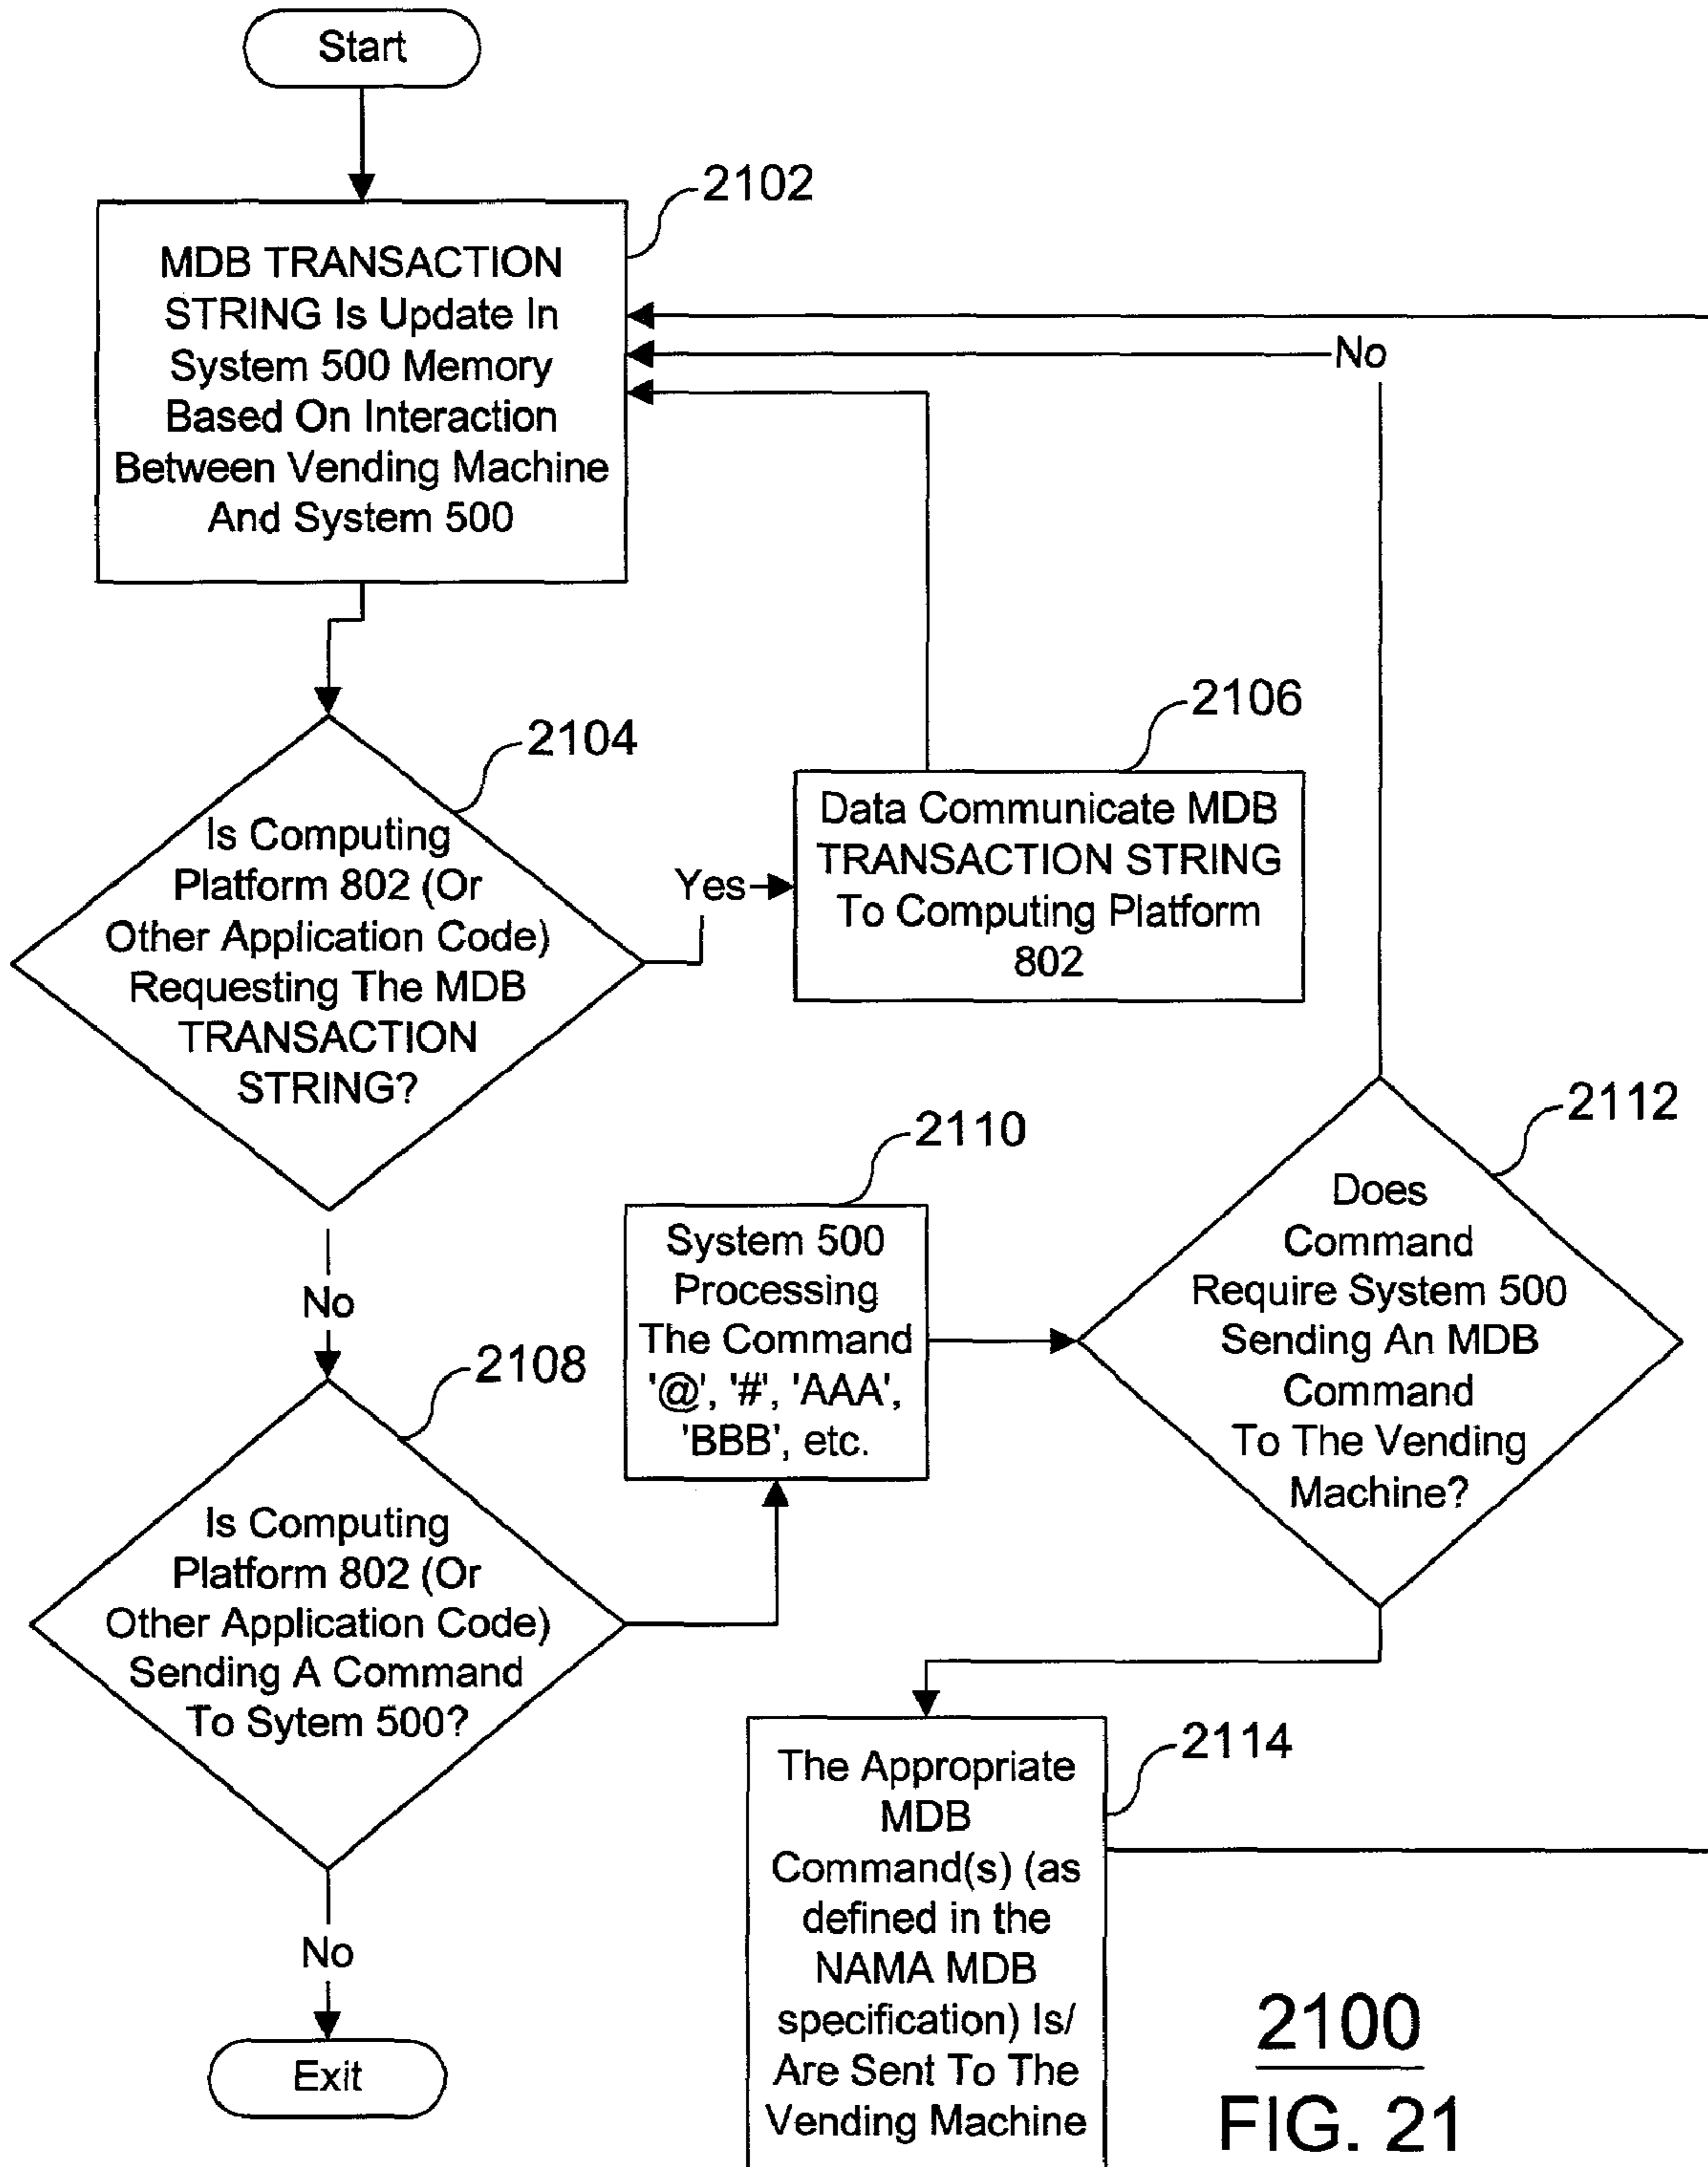 Start
2102
MDB TRANSACTION
STRING Is Update In
System 500 Memory
Based On Interaction
Between Vending Machine
And System 500
No
2104
Is Computing
Platform 802 (Or
Other Application Code)
Requesting The MDB
TRANSACTION
STRING?
Yes
2106
Data Communicate MDB
TRANSACTION STRING
To Computing Platform
802
No
2108
Is Computing
Platform 802 (Or
Other Application Code)
Sending A Command
To Sytem 500?
2110
System 500
Processing
The Command
'@', '#', 'AAA',
'BBB', etc.
2112
Does
Command
Require System 500
Sending An MDB
Command
To The Vending
Machine?
2114
The Appropriate
MDB
Command(s) (as
defined in the
NAMA MDB
specification) Is/
Are Sent To The
Vending Machine
No
Exit
2100
FIG. 21